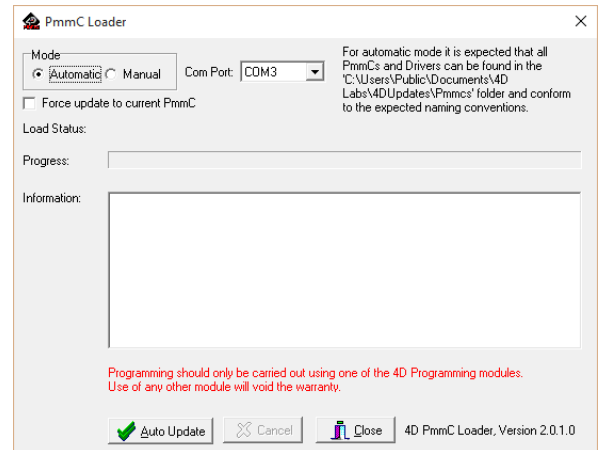 PmmC Loader
Mode
Automatic Manual
Com Port: COM3
For automatic mode it is expected that all
PmmCs and Drivers can be found in the
'C:\Users\Public\Documents\4D
Labs\4DUpdates\Pmmcs' folder and conform
to the expected naming conventions.
Force update to current PmmC
Load Status:
Progress:
Information:
Programming should only be carried out using one of the 4D Programming modules.
Use of any other module will void the warranty.
Auto Update
Cancel
Close
4D PmmC Loader, Version 2.0.1.0